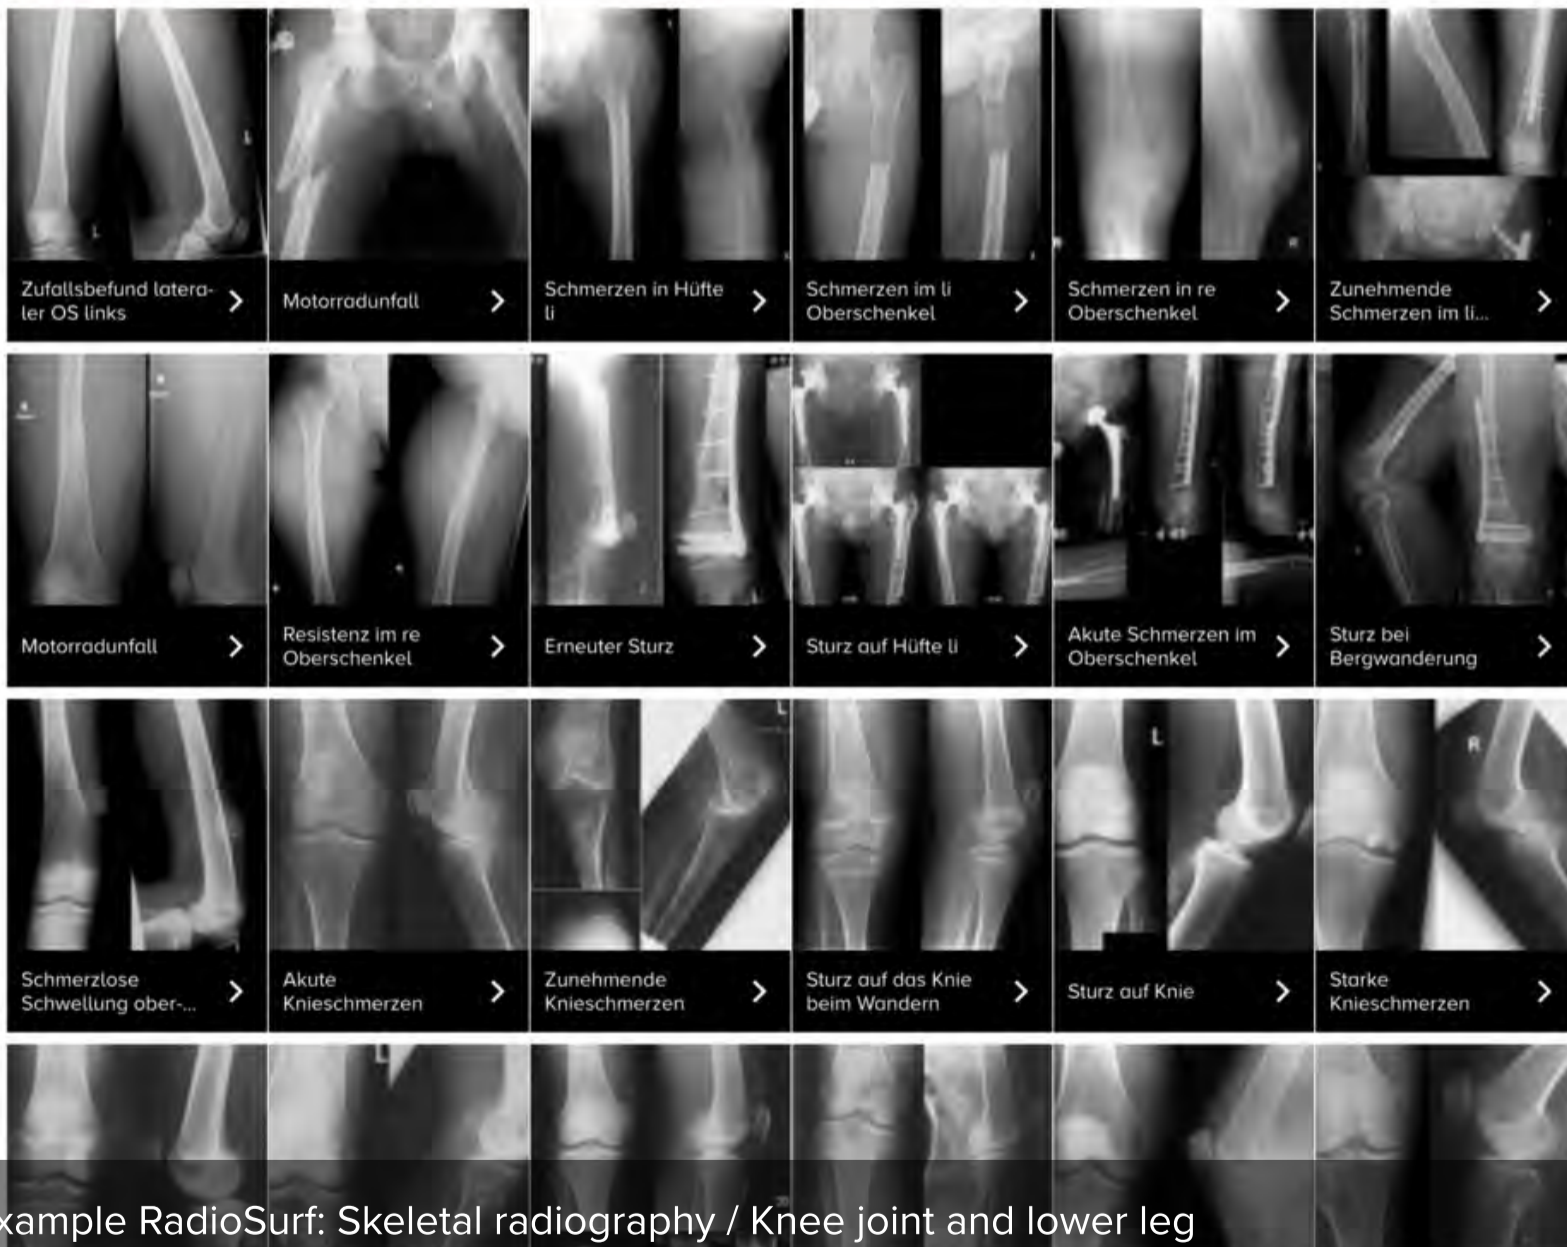 Zufallsbefund latera-
ler OS links
Motorradunfall
Schmerzen in Hüfte
li
Schmerzen im li
Oberschenkel
Schmerzen in re
Oberschenkel
Zunehmende
Schmerzen im li...
Motorradunfall
Resistenz im re
Oberschenkel
Erneuter Sturz
Sturz auf Hüfte li
Akute Schmerzen im
Oberschenkel
Sturz bei
Bergwanderung
L
R
Schmerzlose
Schwellung ober-...
Akute
Knieschmerzen
Zunehmende
Knieschmerzen
Sturz auf das Knie
beim Wandern
Sturz auf Knie
Starke
Knieschmerzen
xample RadioSurf: Skeletal radiography / Knee joint and lower leg